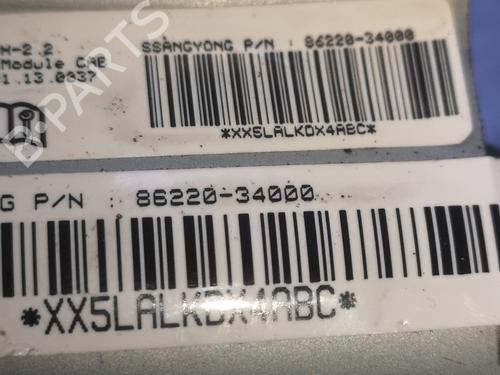 H-2.2
Module CAB
1.13.0037
SSANGYONG P/N : 86220-34000
*XX5LALKDX4ABC*
G P/N : 86220-34000
*XX5LALKDX4ABC*
B-PARTS